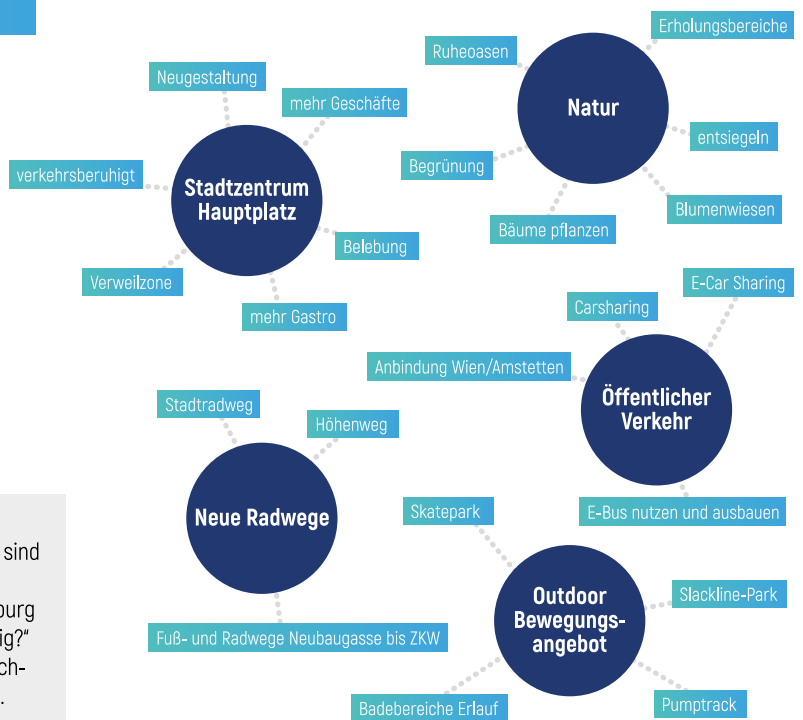 Neugestaltung
mehr Geschäfte
verkehrsberuhigt
Stadtzentrum
Hauptplatz
Belebung
Verweilzone
mehr Gastro
Erholungsbereiche
Ruheoasen
Natur
entsiegeln
Begrünung
Blumenwiesen
Bäume pflanzen
E-Car Sharing
Carsharing
Anbindung Wien/Amstetten
Öffentlicher
Verkehr
E-Bus nutzen und ausbauen
Stadtradweg
Höhenweg
Neue Radwege
Fuß- und Radwege Neubaugasse bis ZKW
Skatepark
Slackline-Park
Outdoor
Bewegungs-
angebot
Badebereiche Erlauf
Pumptrack
sind
burg
ig?“
ch-
.